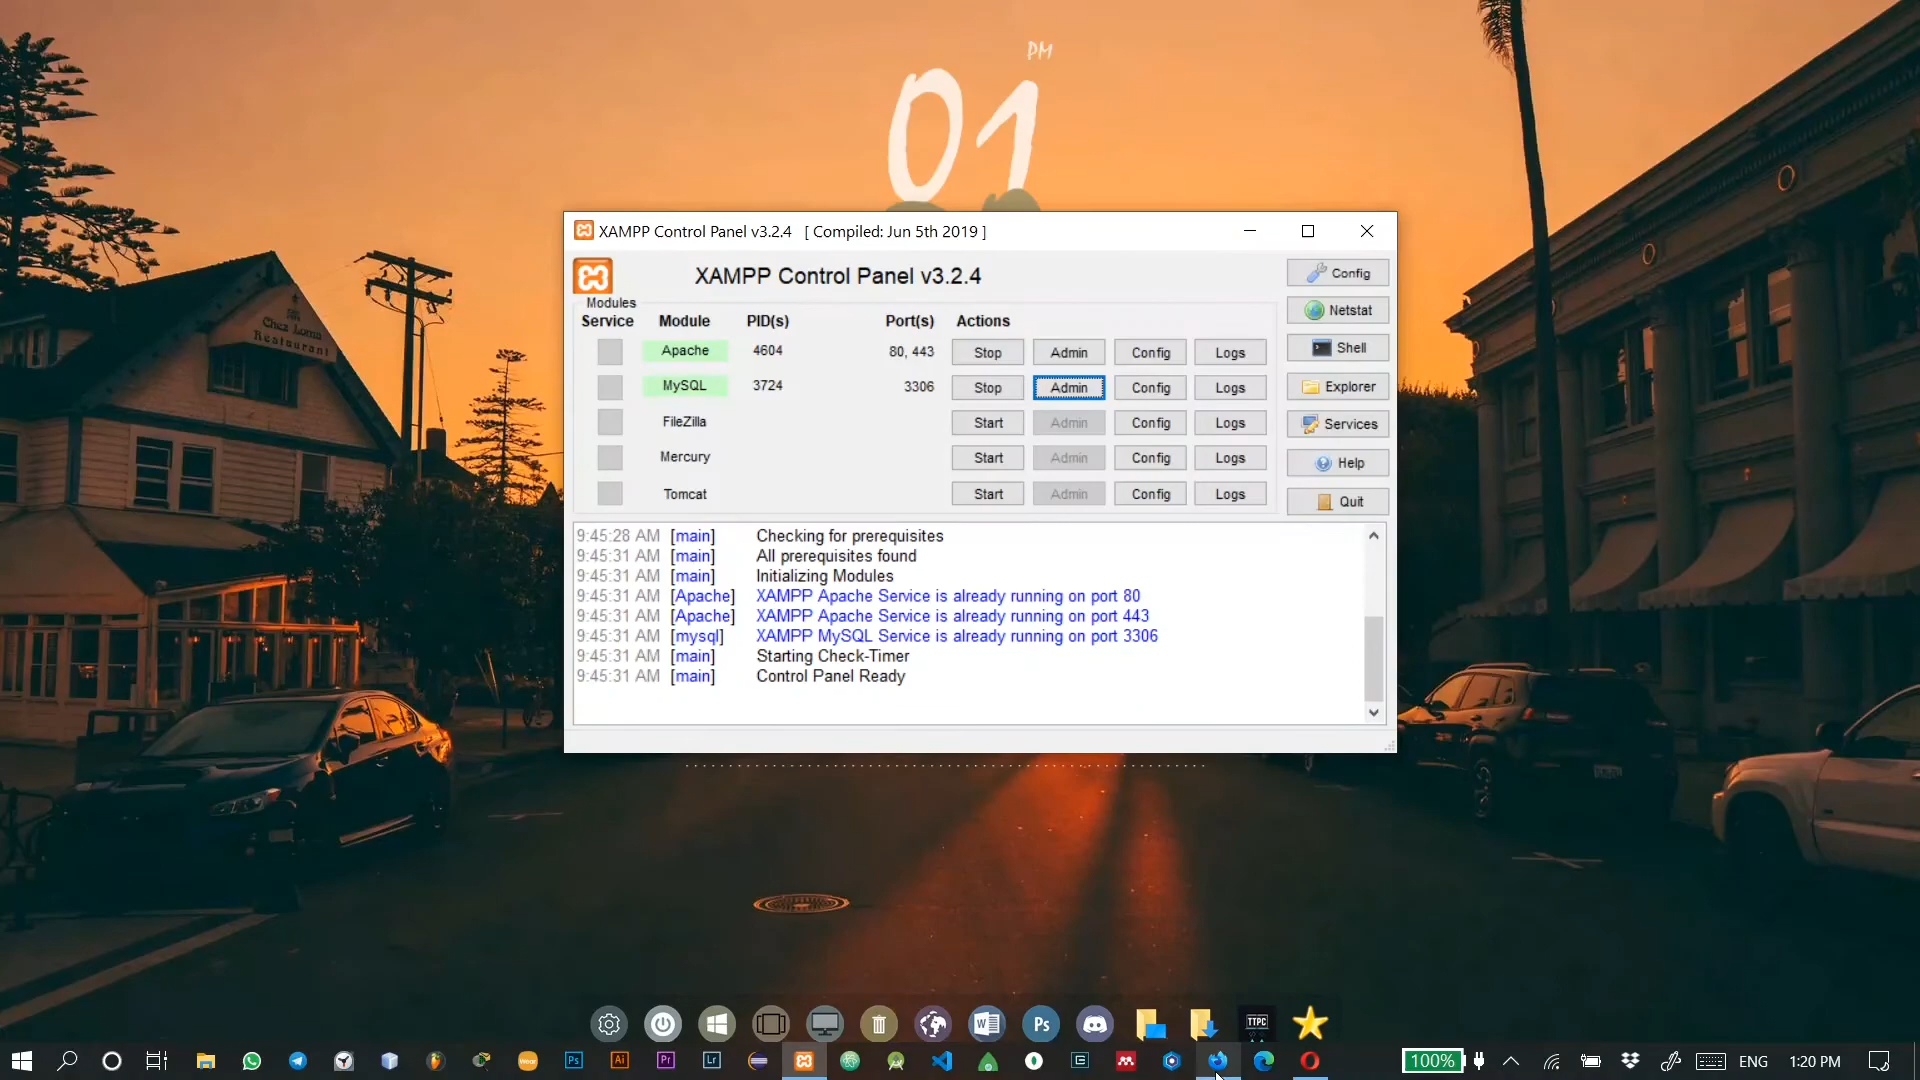 PM
01
Chez Loma
Restaurant
XAMPP Control Panel v3.2.4 [ Compiled: Jun 5th 2019 ]
XAMPP Control Panel v3.2.4
Config
Netstat
Shell
Explorer
Services
Help
Quit
Modules
Service Module PID(s) Port(s) Actions
Apache 4604 80, 443 Stop Admin Config Logs
MySQL 3724 3306 Stop Admin Config Logs
FileZilla Start Admin Config Logs
Mercury Start Admin Config Logs
Tomcat Start Admin Config Logs
9:45:28 AM [main] Checking for prerequisites
9:45:31 AM [main] All prerequisites found
9:45:31 AM [main] Initializing Modules
9:45:31 AM [Apache] XAMPP Apache Service is already running on port 80
9:45:31 AM [Apache] XAMPP Apache Service is already running on port 443
9:45:31 AM [mysql] XAMPP MySQL Service is already running on port 3306
9:45:31 AM [main] Starting Check-Timer
9:45:31 AM [main] Control Panel Ready
Ps TTPC
Ps Ai Pr Lr 100% ENG 1:20 PM